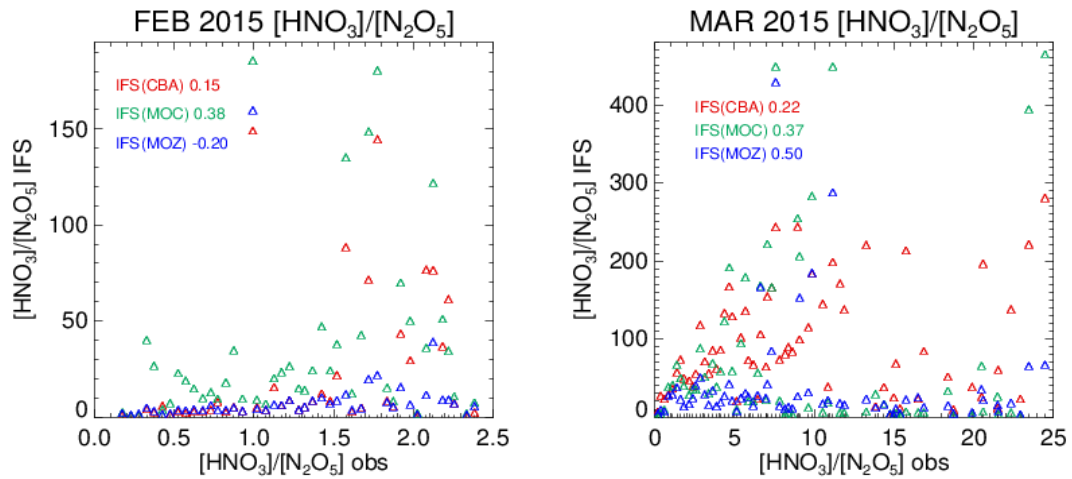 FEB 2015 [HNO₃]/[N₂O₅]
IFS(CBA) 0.15
IFS(MOC) 0.38
IFS(MOZ) -0.20
[HNO₃]/[N₂O₅] IFS
150
100
50
0
0.0 0.5 1.0 1.5 2.0 2.5
[HNO₃]/[N₂O₅] obs
MAR 2015 [HNO₃]/[N₂O₅]
IFS(CBA) 0.22
IFS(MOC) 0.37
IFS(MOZ) 0.50
[HNO₃]/[N₂O₅] IFS
400
300
200
100
0
0 5 10 15 20 25
[HNO₃]/[N₂O₅] obs